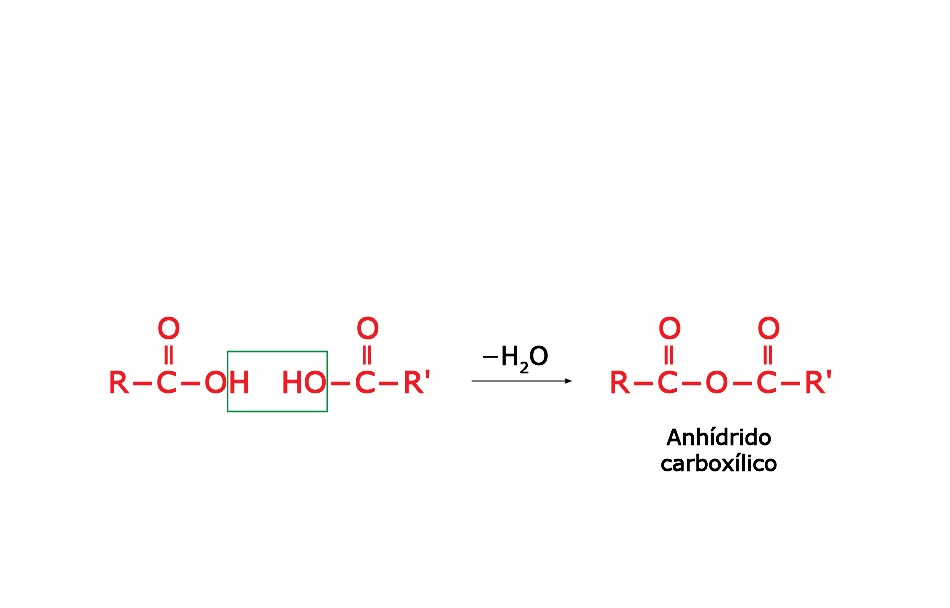 O O O O
|| || −H₂O || ||
R−C−OH HO−C−R' R−C−O−C−R'
Anhídrido
carboxílico